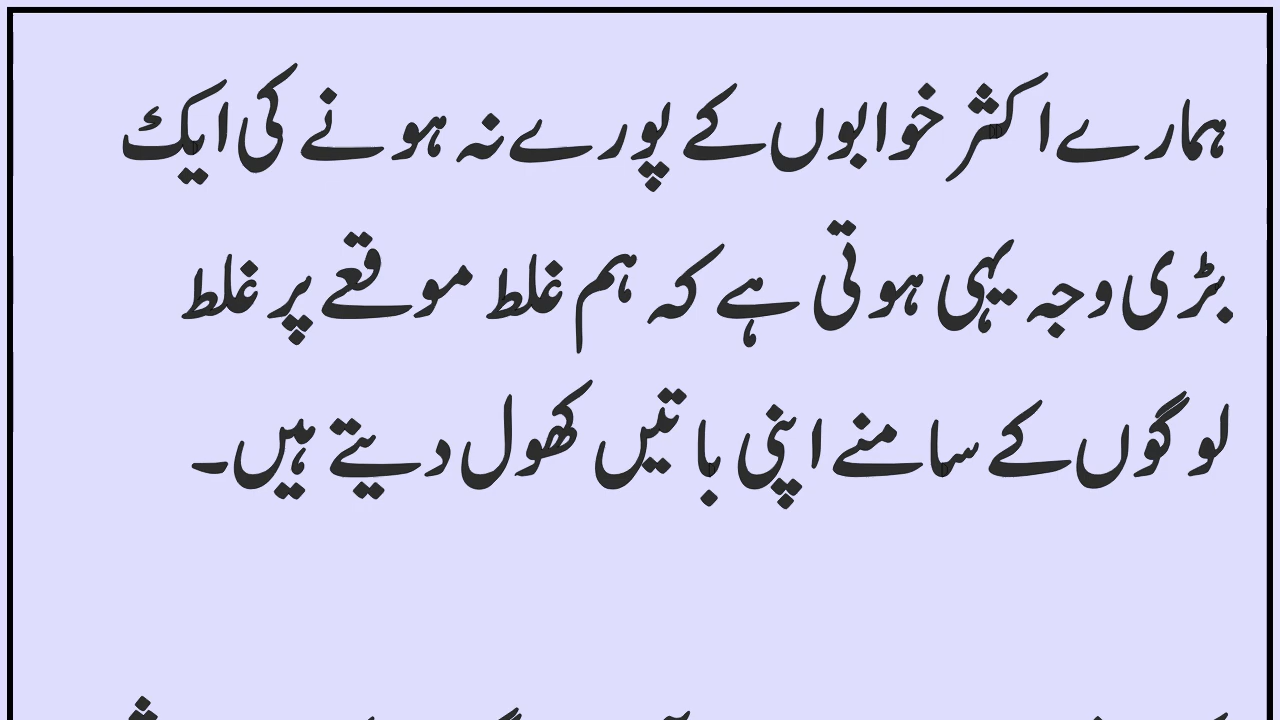 ہمارے اکثر خوابوں کے پورے نہ ہونے کی ایک
بڑی وجہ یہی ہوتی ہے کہ ہم غلط موقعے پر غلط
لوگوں کے سامنے اپنی باتیں کھول دیتے ہیں۔